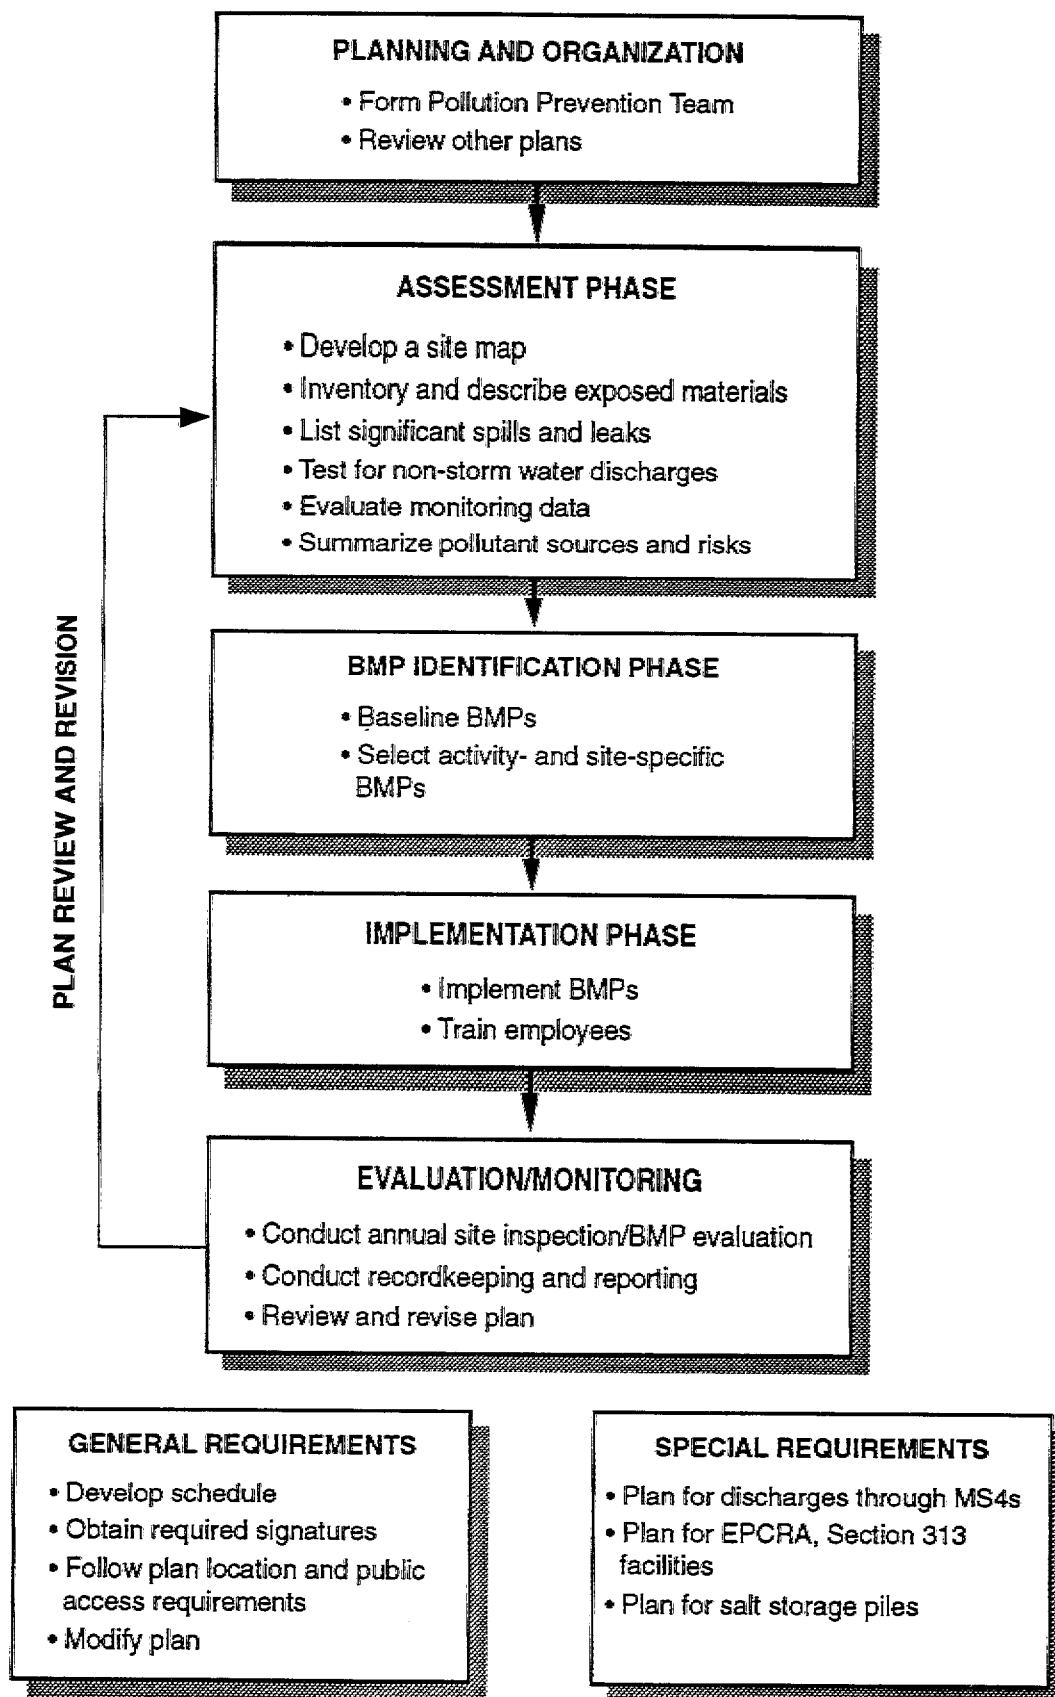 PLANNING AND ORGANIZATION
• Form Pollution Prevention Team
• Review other plans
ASSESSMENT PHASE
• Develop a site map
• Inventory and describe exposed materials
• List significant spills and leaks
• Test for non-storm water discharges
• Evaluate monitoring data
• Summarize pollutant sources and risks
PLAN REVIEW AND REVISION
BMP IDENTIFICATION PHASE
• Baseline BMPs
• Select activity- and site-specific
BMPs
IMPLEMENTATION PHASE
• Implement BMPs
• Train employees
EVALUATION/MONITORING
• Conduct annual site inspection/BMP evaluation
• Conduct recordkeeping and reporting
• Review and revise plan
GENERAL REQUIREMENTS
• Develop schedule
• Obtain required signatures
• Follow plan location and public
access requirements
• Modify plan
SPECIAL REQUIREMENTS
• Plan for discharges through MS4s
• Plan for EPCRA, Section 313
facilities
• Plan for salt storage piles